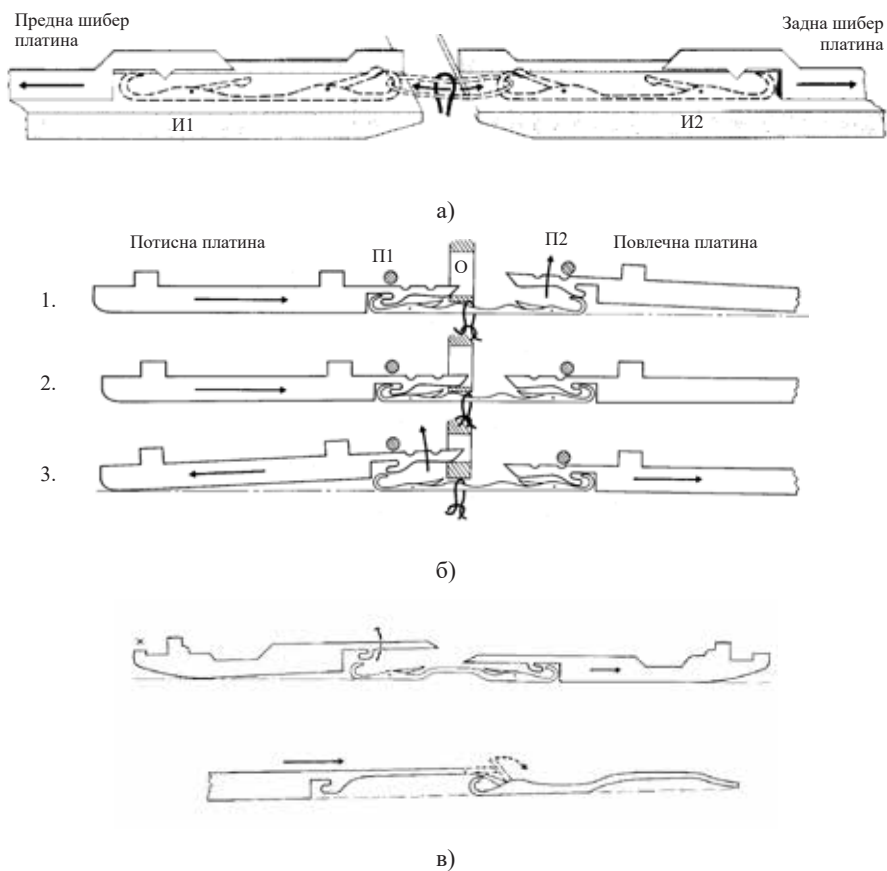 Предна шибер
платина
Задна шибер
платина
И1
И2
а)
Потисна платина
П1
О
П2
Повлечна платина
1.
2.
3.
б)
×
в)